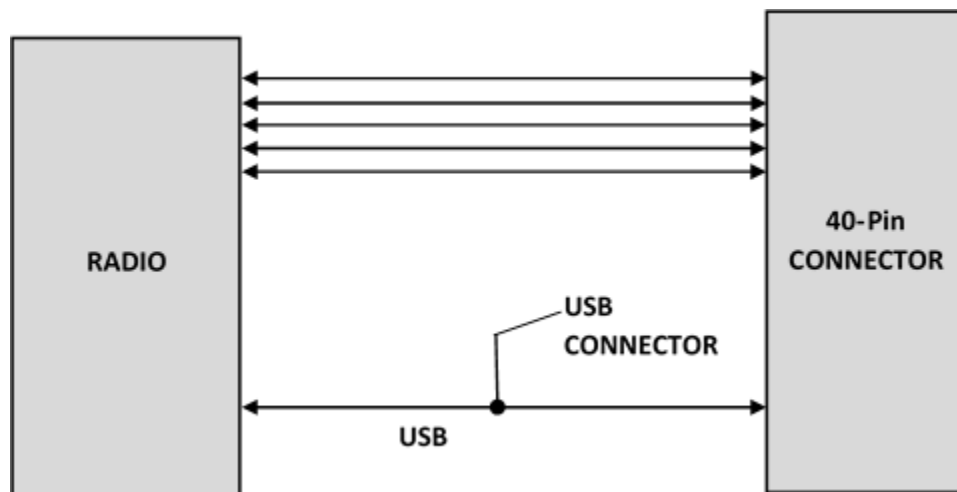 RADIO
40-Pin
CONNECTOR
USB
CONNECTOR
USB